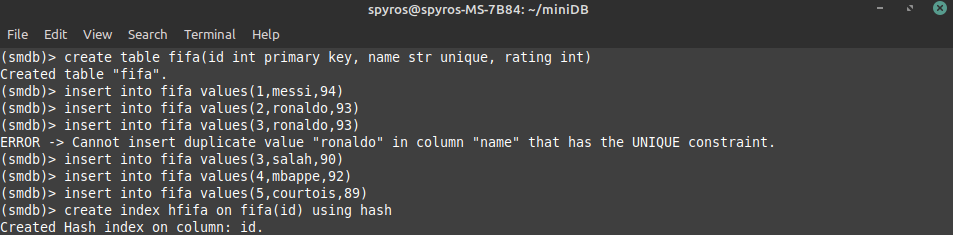 spyros@spyros-MS-7B84: ~/miniDB
File Edit View Search Terminal Help
(smdb)> create table fifa(id int primary key, name str unique, rating int)
Created table "fifa".
(smdb)> insert into fifa values(1,messi,94)
(smdb)> insert into fifa values(2,ronaldo,93)
(smdb)> insert into fifa values(3,ronaldo,93)
ERROR -> Cannot insert duplicate value "ronaldo" in column "name" that has the UNIQUE constraint.
(smdb)> insert into fifa values(3,salah,90)
(smdb)> insert into fifa values(4,mbappe,92)
(smdb)> insert into fifa values(5,courtois,89)
(smdb)> create index hfifa on fifa(id) using hash
Created Hash index on column: id.